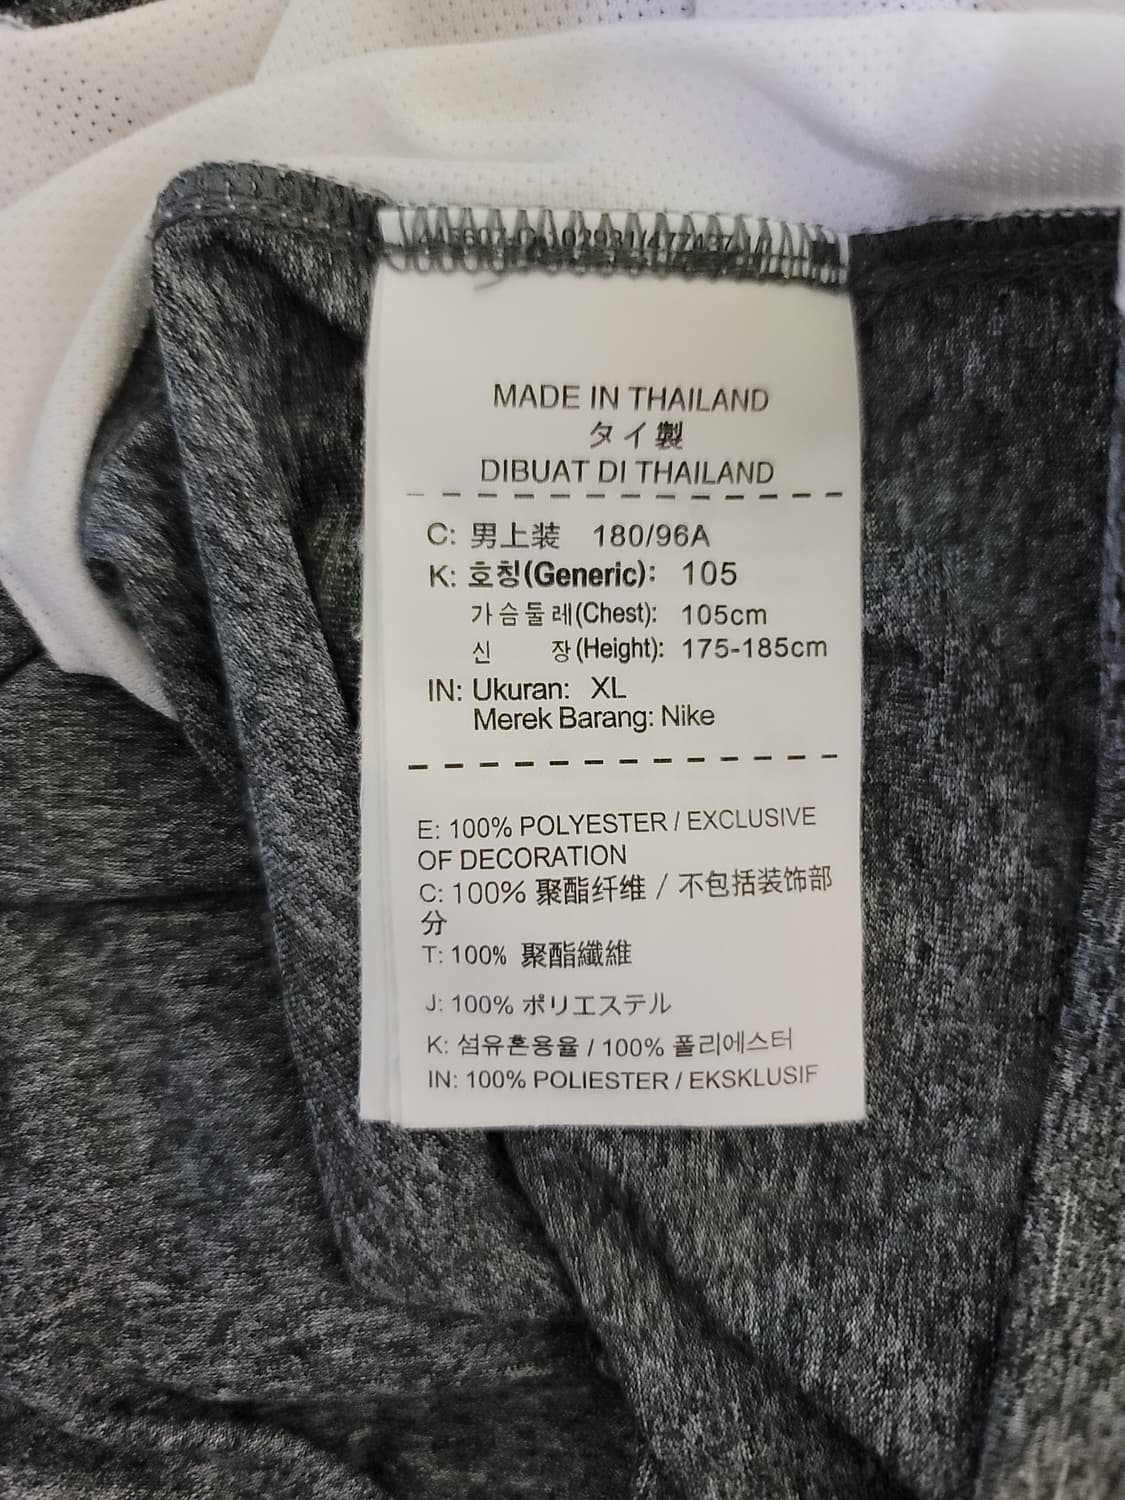 MADE IN THAILAND
タイ製
DIBUAT DI THAILAND
C: 男上装 180/96A
K: 호칭(Generic): 105
가슴둘레(Chest): 105cm
신 장(Height): 175-185cm
IN: Ukuran: XL
Merek Barang: Nike
E: 100% POLYESTER / EXCLUSIVE
OF DECORATION
C: 100% 聚酯纤维 / 不包括装饰部
分
T: 100% 聚酯纖維
J: 100% ポリエステル
K: 섬유혼용율 / 100% 폴리에스터
IN: 100% POLIESTER / EKSKLUSIF